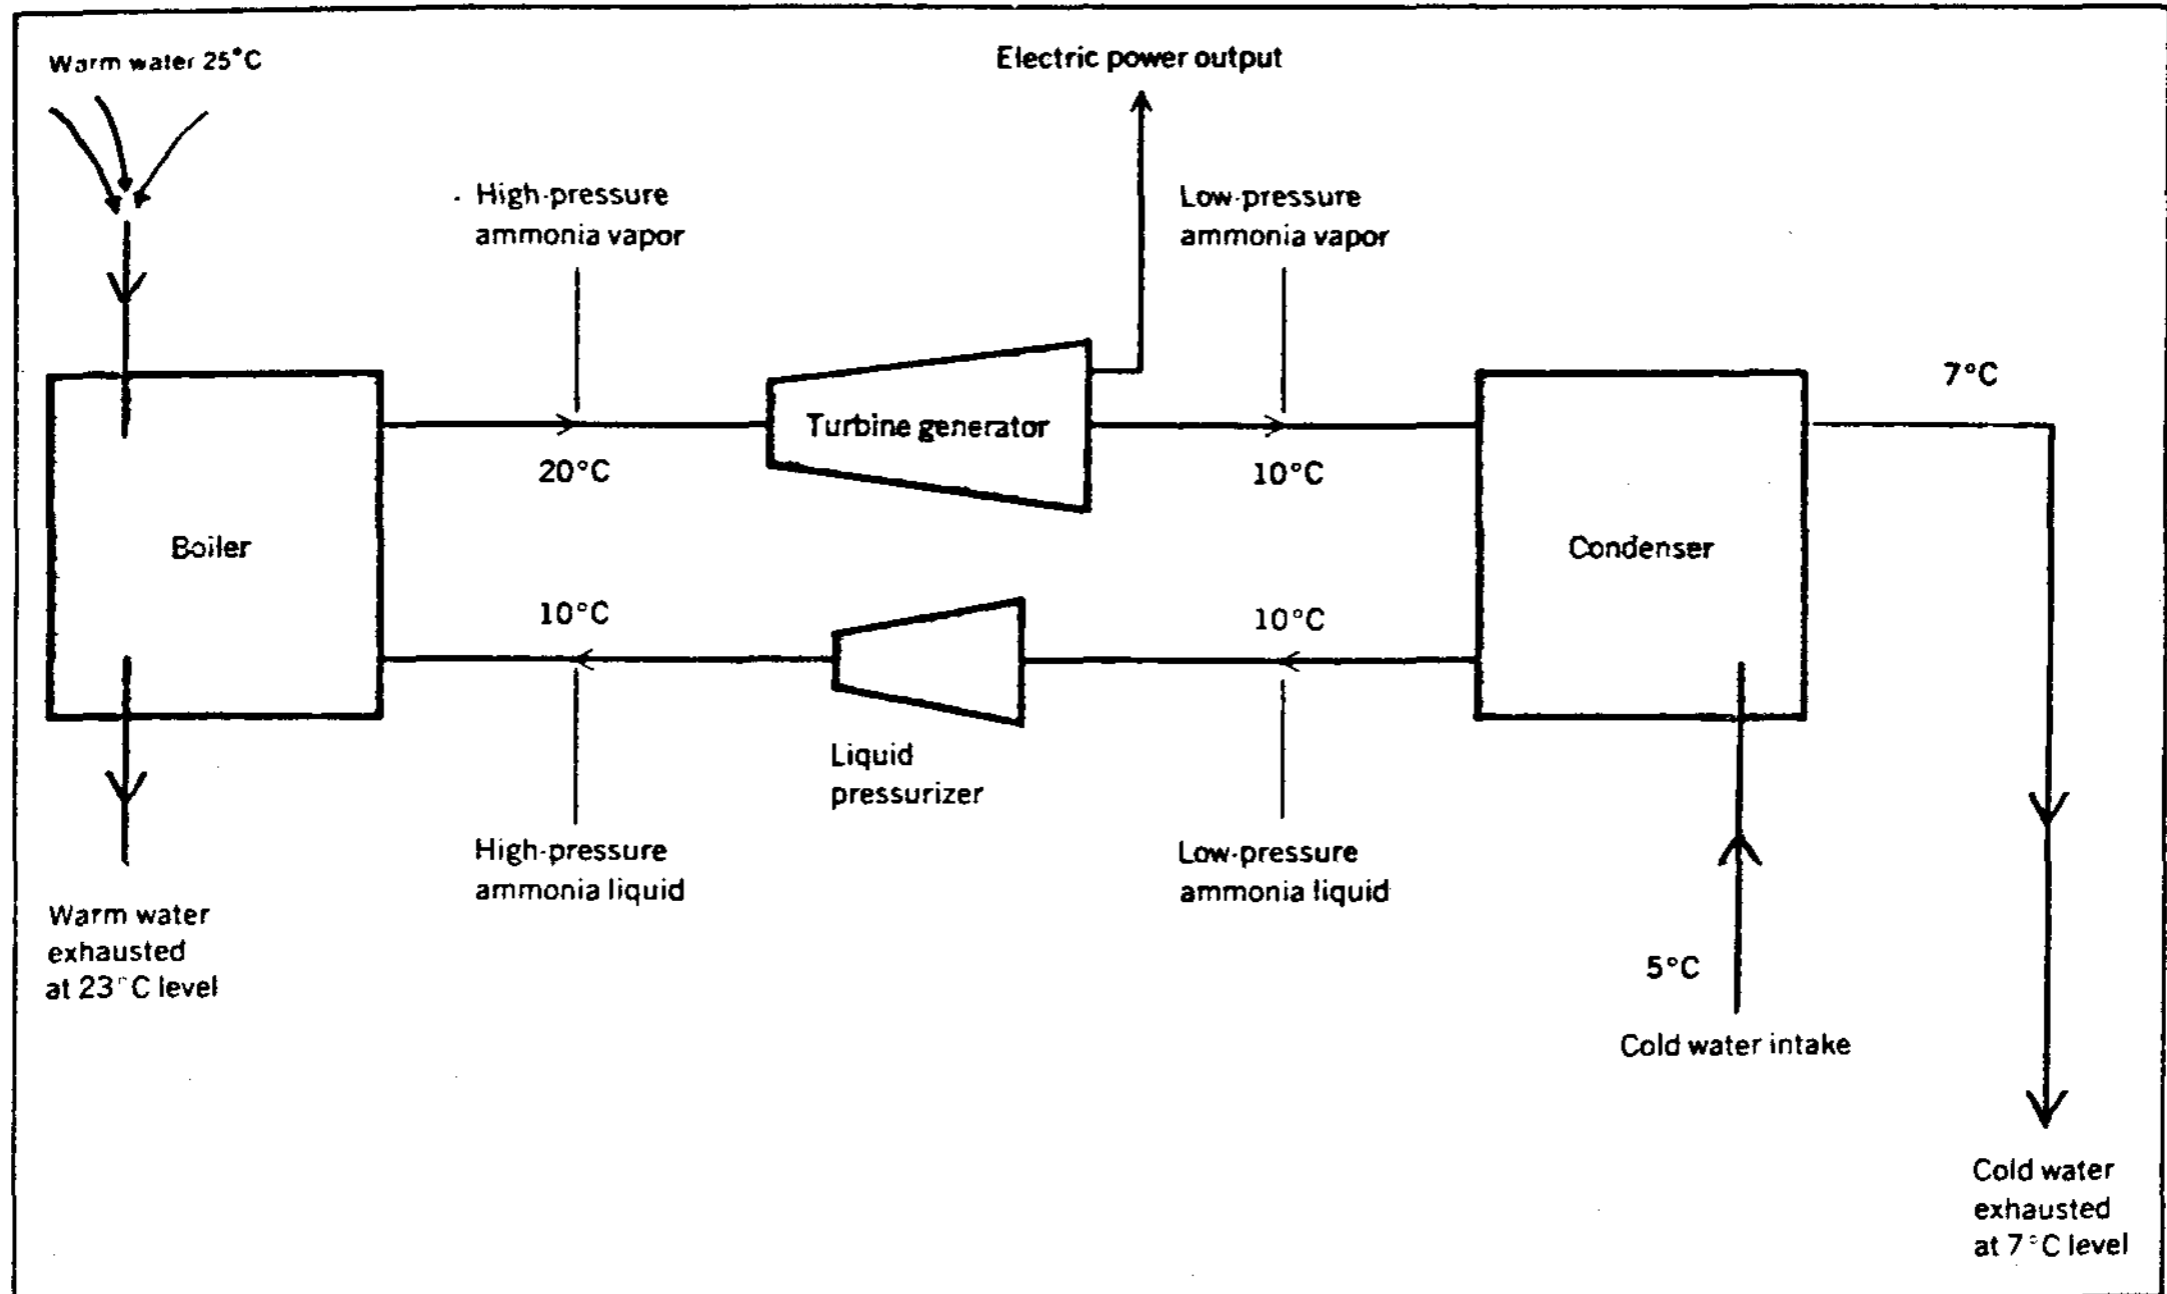 Warm water 25°C
Electric power output
High-pressure
ammonia vapor
Low-pressure
ammonia vapor
7°C
Turbine generator
20°C
10°C
Boiler
Condenser
10°C
10°C
Liquid
pressurizer
High-pressure
ammonia liquid
Low-pressure
ammonia liquid
Warm water
exhausted
at 23°C level
5°C
Cold water intake
Cold water
exhausted
at 7°C level